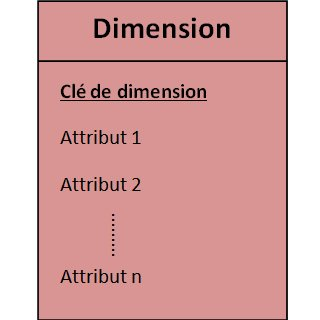 Dimension
Clé de dimension
Attribut 1
Attribut 2
Attribut n